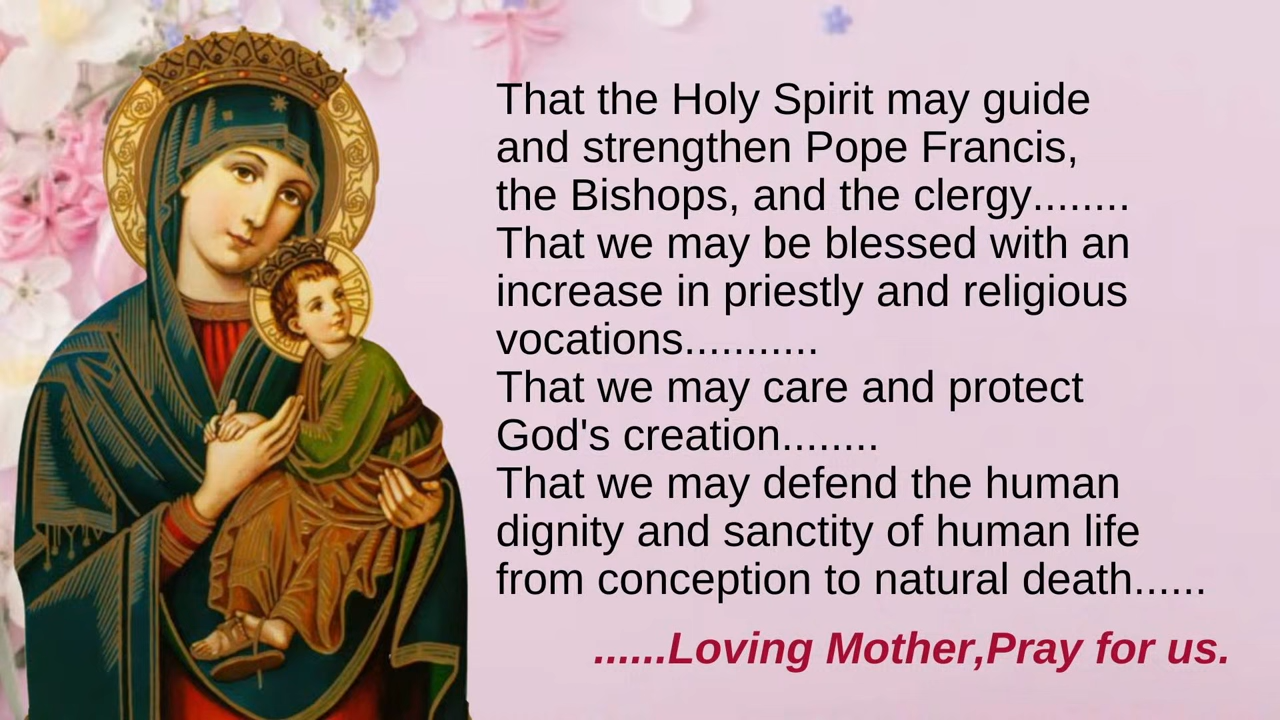 That the Holy Spirit may guide
and strengthen Pope Francis,
the Bishops, and the clergy........
That we may be blessed with an
increase in priestly and religious
vocations...........
That we may care and protect
God's creation........
That we may defend the human
dignity and sanctity of human life
from conception to natural death......
......Loving Mother,Pray for us.